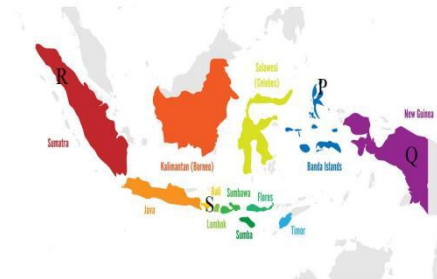 R
Sumatra
Kalimantan (Borneo)
Sulawesi
(Celebes)
P
Banda Islands
New Guinea
Q
Java
Bali
S
Lombok
Sumbawa
Flores
Sumba
Timor